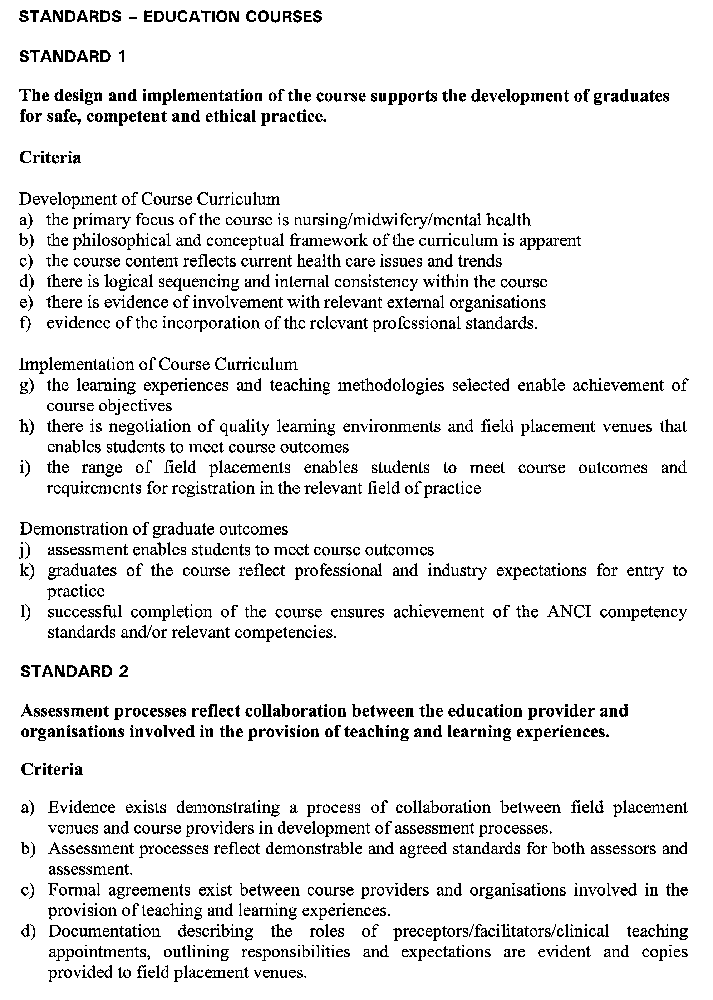 STANDARDS – EDUCATION COURSES
STANDARD 1
The design and implementation of the course supports the development of graduates
for safe, competent and ethical practice.
Criteria
Development of Course Curriculum
a) the primary focus of the course is nursing/midwifery/mental health
b) the philosophical and conceptual framework of the curriculum is apparent
c) the course content reflects current health care issues and trends
d) there is logical sequencing and internal consistency within the course
e) there is evidence of involvement with relevant external organisations
f) evidence of the incorporation of the relevant professional standards.
Implementation of Course Curriculum
g) the learning experiences and teaching methodologies selected enable achievement of
course objectives
h) there is negotiation of quality learning environments and field placement venues that
enables students to meet course outcomes
i) the range of field placements enables students to meet course outcomes and
requirements for registration in the relevant field of practice
Demonstration of graduate outcomes
j) assessment enables students to meet course outcomes
k) graduates of the course reflect professional and industry expectations for entry to
practice
l) successful completion of the course ensures achievement of the ANCI competency
standards and/or relevant competencies.
STANDARD 2
Assessment processes reflect collaboration between the education provider and
organisations involved in the provision of teaching and learning experiences.
Criteria
a) Evidence exists demonstrating a process of collaboration between field placement
venues and course providers in development of assessment processes.
b) Assessment processes reflect demonstrable and agreed standards for both assessors and
assessment.
c) Formal agreements exist between course providers and organisations involved in the
provision of teaching and learning experiences.
d) Documentation describing the roles of preceptors/facilitators/clinical teaching
appointments, outlining responsibilities and expectations are evident and copies
provided to field placement venues.